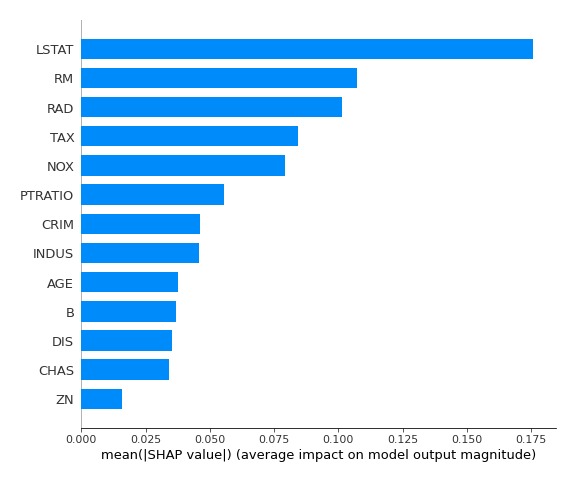 LSTAT
RM
RAD
TAX
NOX
PTRATIO
CRIM
INDUS
AGE
B
DIS
CHAS
ZN
0.000 0.025 0.050 0.075 0.100 0.125 0.150 0.175
mean(|SHAP value|) (average impact on model output magnitude)